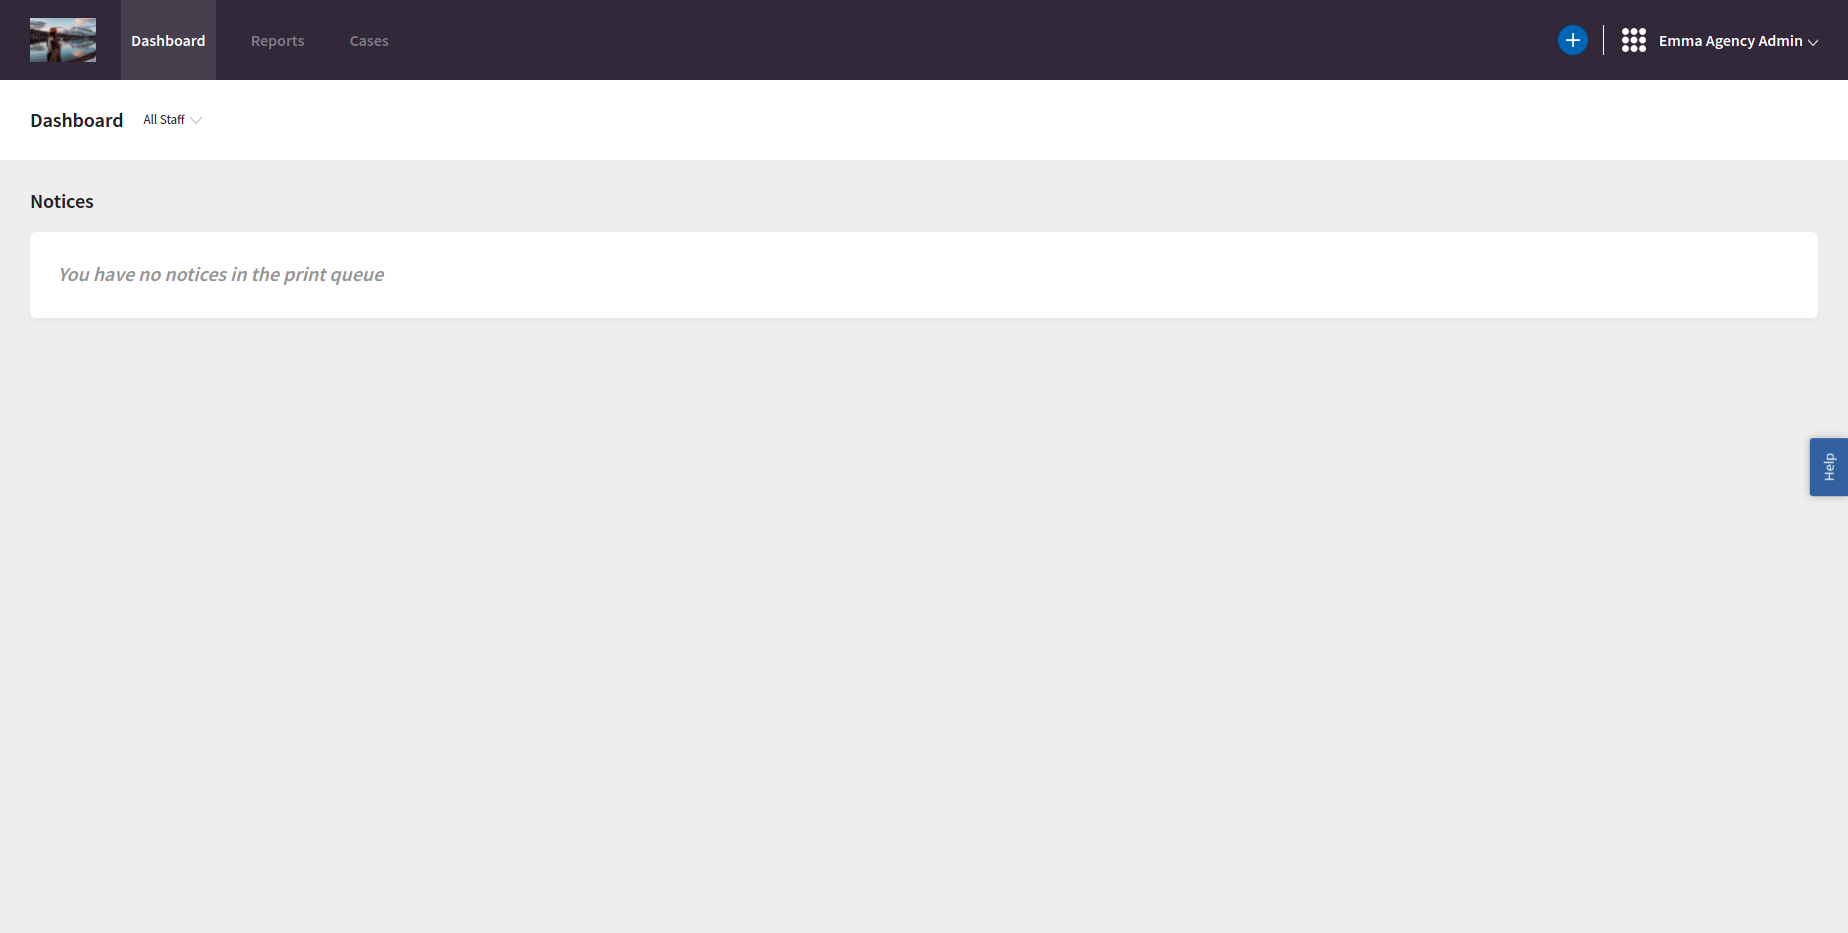 Dashboard
Reports
Cases
Emma Agency Admin
Dashboard
All Staff
Notices
You have no notices in the print queue
Help